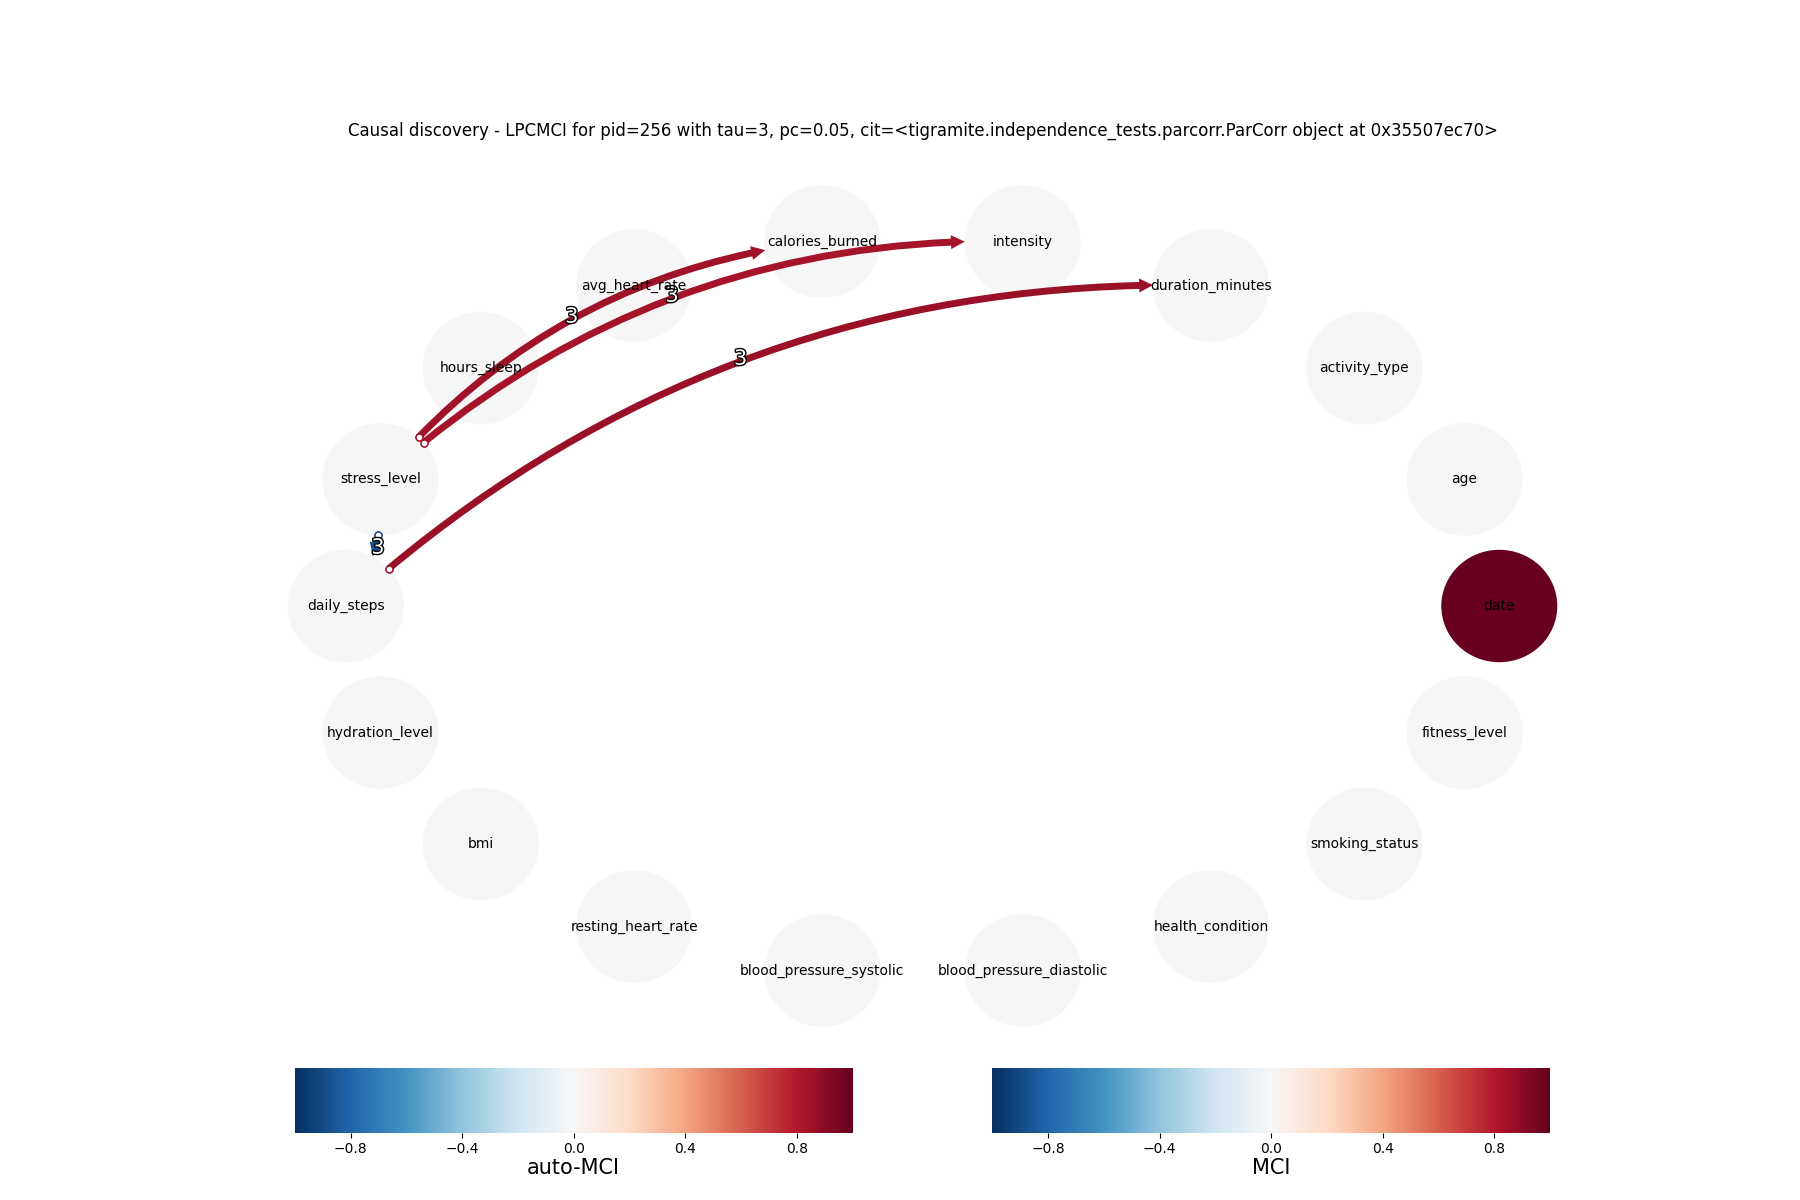 Causal discovery - LPCMCI for pid=256 with tau=3, pc=0.05, cit=<tigramite.independence_tests.parcorr.ParCorr object at 0x35507ec70>
calories_burned
intensity
avg_heart_rate
duration_minutes
3
3
3
hours_sleep
activity_type
stress_level
age
3
daily_steps
date
hydration_level
fitness_level
bmi
smoking_status
resting_heart_rate
health_condition
blood_pressure_systolic
blood_pressure_diastolic
−0.8 −0.4 0.0 0.4 0.8
auto-MCI
−0.8 −0.4 0.0 0.4 0.8
MCI